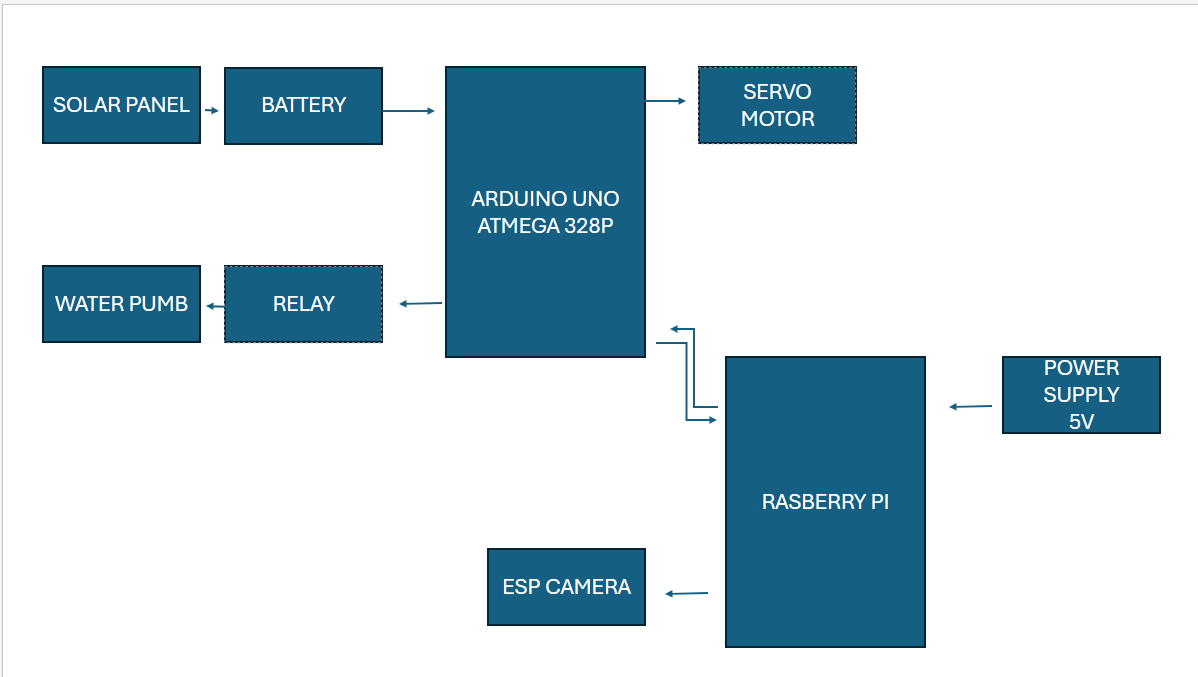 SOLAR PANEL
BATTERY
SERVO
MOTOR
ARDUINO UNO
ATMEGA 328P
WATER PUMB
RELAY
POWER
SUPPLY
5V
RASBERRY PI
ESP CAMERA